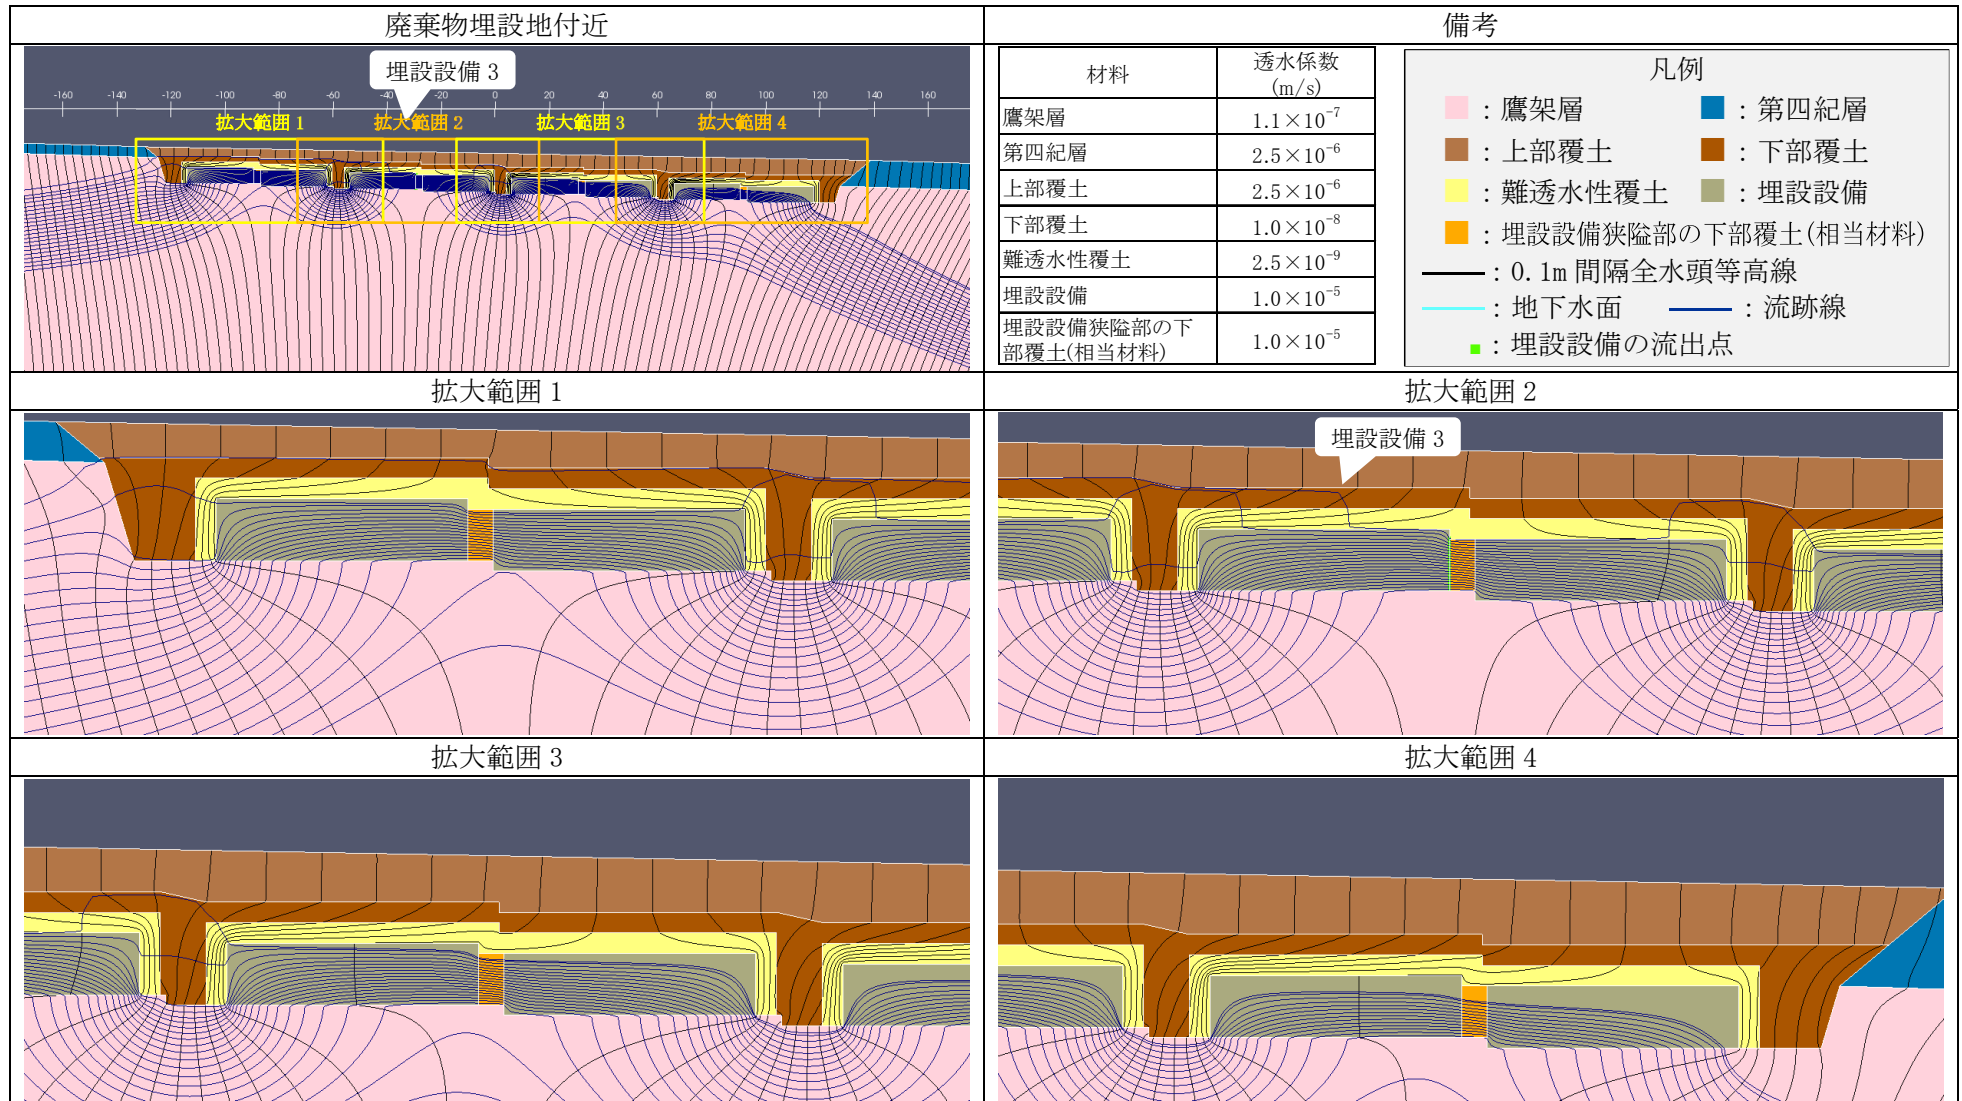 廃棄物埋設地付近
備考
埋設設備 3
-160 -140 -120 -100 -80 -60 -40 -20 0 20 40 60 80 100 120 140 160
拡大範囲 1 拡大範囲 2 拡大範囲 3 拡大範囲 4
材料 透水係数
(m/s)
鷹架層 1.1×10⁻⁷
第四紀層 2.5×10⁻⁶
上部覆土 2.5×10⁻⁶
下部覆土 1.0×10⁻⁸
難透水性覆土 2.5×10⁻⁹
埋設設備 1.0×10⁻⁵
埋設設備狭隘部の下
部覆土(相当材料) 1.0×10⁻⁵
凡例
：鷹架層 ：第四紀層
：上部覆土 ：下部覆土
：難透水性覆土 ：埋設設備
：埋設設備狭隘部の下部覆土(相当材料)
：0.1m 間隔全水頭等高線
：地下水面 ：流跡線
：埋設設備の流出点
拡大範囲 1
拡大範囲 2
埋設設備 3
拡大範囲 3
拡大範囲 4